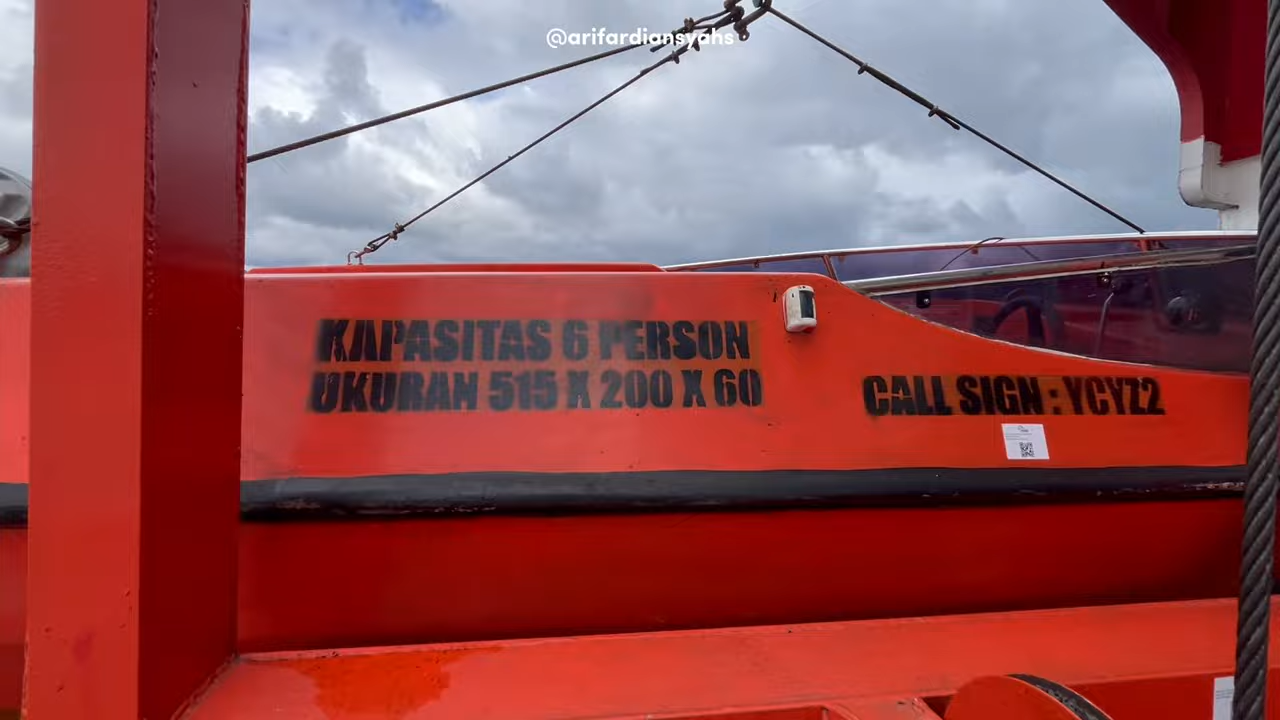 @arifardiansyahs
KAPASITAS 6 PERSON
UKURAN 515 X 200 X 60
CALL SIGN : YCYZ2